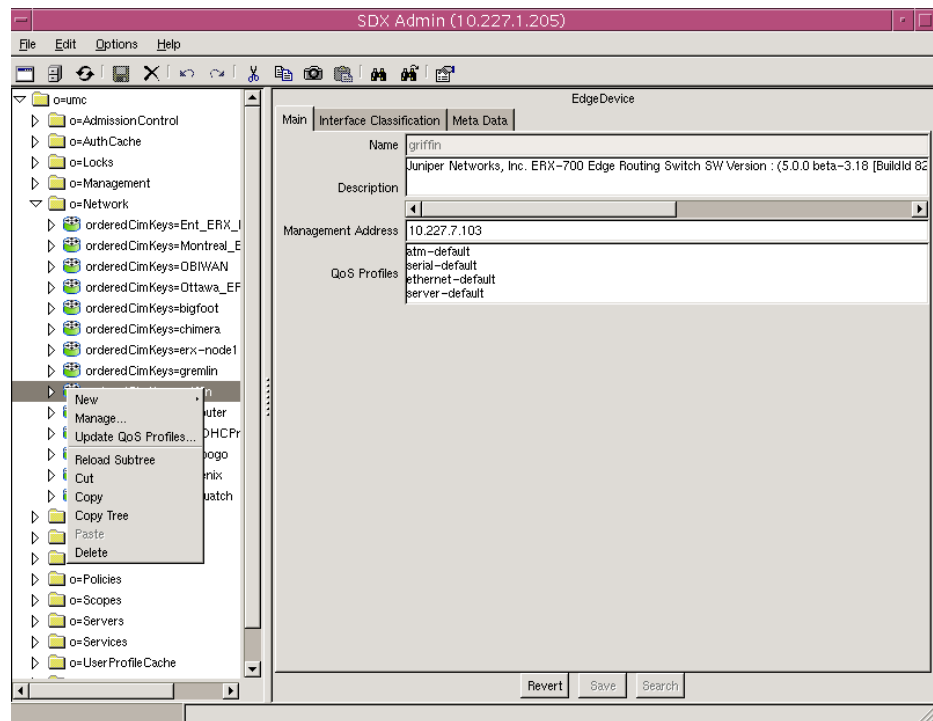 SDX Admin (10.227.1.205)
File Edit Options Help
o=umc
o=AdmissionControl
o=AuthCache
o=Locks
o=Management
o=Network
orderedCimKeys=Ent_ERX_
orderedCimKeys=Montreal_E
orderedCimKeys=OBIWAN
orderedCimKeys=Ottawa_EF
orderedCimKeys=bigfoot
orderedCimKeys=chimera
orderedCimKeys=erx-node1
orderedCimKeys=gremlin
New
Manage...
Update QoS Profiles...
Reload Subtree
Cut
Copy
Copy Tree
Paste
Delete
uter
DHCPr
pogo
enix
uatch
o=Policies
o=Scopes
o=Servers
o=Services
o=UserProfileCache
EdgeDevice
Main Interface Classification Meta Data
Name griffin
Description Juniper Networks, Inc. ERX-700 Edge Routing Switch SW Version : (5.0.0 beta-3.18 [BuildId 82
Management Address 10.227.7.103
QoS Profiles
atm-default
serial-default
ethernet-default
server-default
Revert Save Search